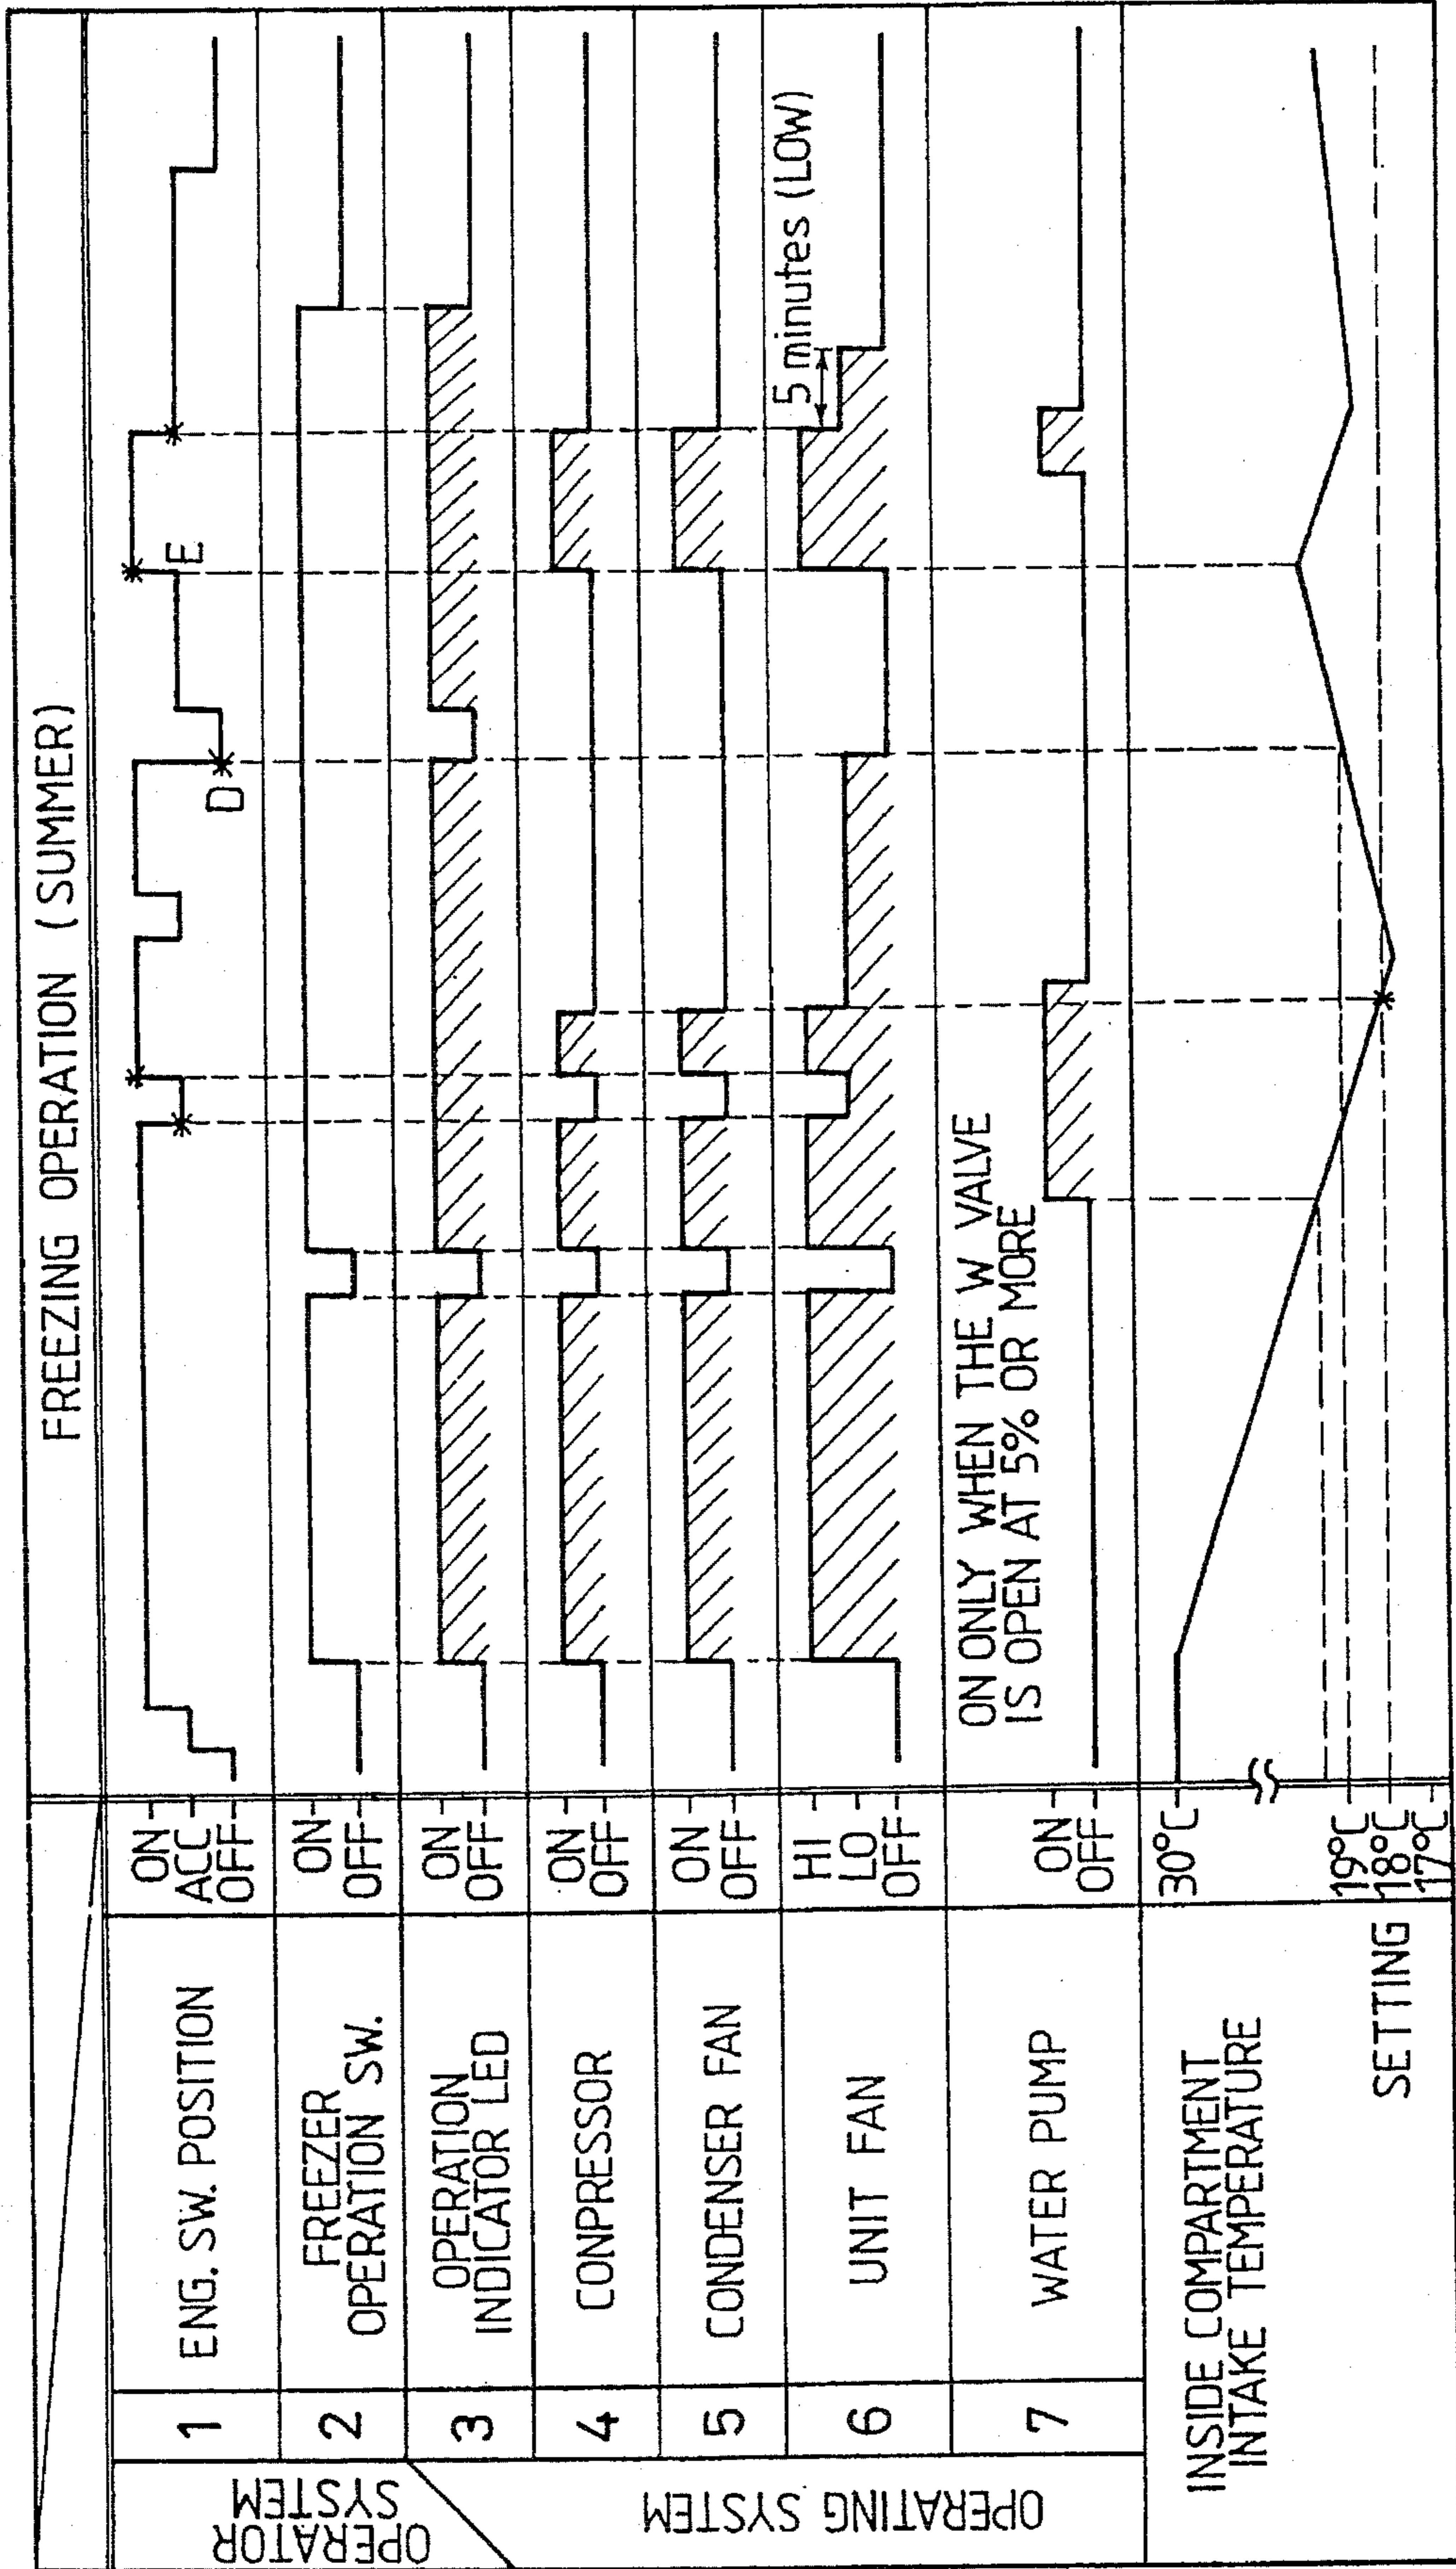 FREEZING OPERATION (SUMMER)
OPERATOR
SYSTEM
1
ENG. SW. POSITION
ON
ACC
OFF
D
E
2
FREEZER
OPERATION SW.
ON
OFF
OPERATING SYSTEM
3
OPERATION
INDICATOR LED
ON
OFF
4
CONPRESSOR
ON
OFF
5
CONDENSER FAN
ON
OFF
6
UNIT FAN
HI
LO
OFF
5 minutes (LOW)
7
WATER PUMP
ON
OFF
ON ONLY WHEN THE W VALVE
IS OPEN AT 5% OR MORE
INSIDE COMPARTMENT
INTAKE TEMPERATURE
30°C
19°C
SETTING 18°C
17°C